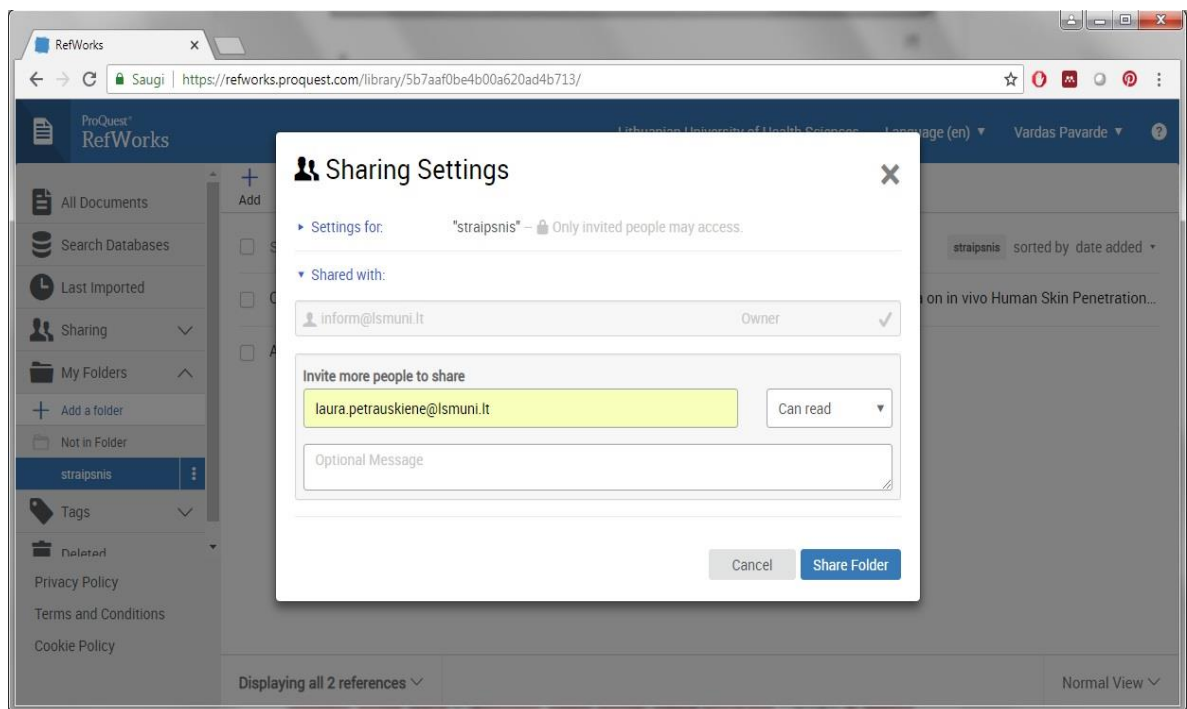 RefWorks
Saugi | https://refworks.proquest.com/library/5b7aaf0be4b00a620ad4b713/
ProQuest
RefWorks
Lithuanian University of Health Sciences Language (en) Vardas Pavarde ?
All Documents
Search Databases
Last Imported
Sharing
My Folders
Add a folder
Not in Folder
straipsnis
Tags
Deleted
Privacy Policy
Terms and Conditions
Cookie Policy
Add
straipsnis sorted by date added
on in vivo Human Skin Penetration...
Sharing Settings
Settings for: "straipsnis" – Only invited people may access.
Shared with:
inform@lsmuni.lt Owner
Invite more people to share
laura.petrauskiene@lsmuni.lt Can read
Optional Message
Cancel Share Folder
Displaying all 2 references Normal View